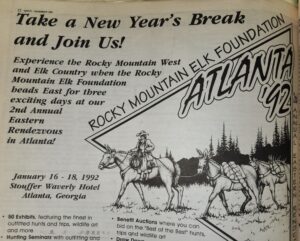 Take a New Year's Break
and Join Us!
Experience the Rocky Mountain West
and Elk Country when the Rocky
Mountain Elk Foundation
heads East for three
exciting days at our
2nd Annual
Eastern
Rendezvous
in Atlanta!
January 16 - 18, 1992
Stouffer Waverly Hotel
Atlanta, Georgia
ROCKY MOUNTAIN ELK FOUNDATION
ATLANTA
'92
• 50 Exhibits, featuring the finest in
outfitted hunts and trips, wildlife art
and more
• Hunting Seminars with outfitting and
• Benefit Auctions where you can
bid on the "Best of the Best" hunts,
trips and wildlife art